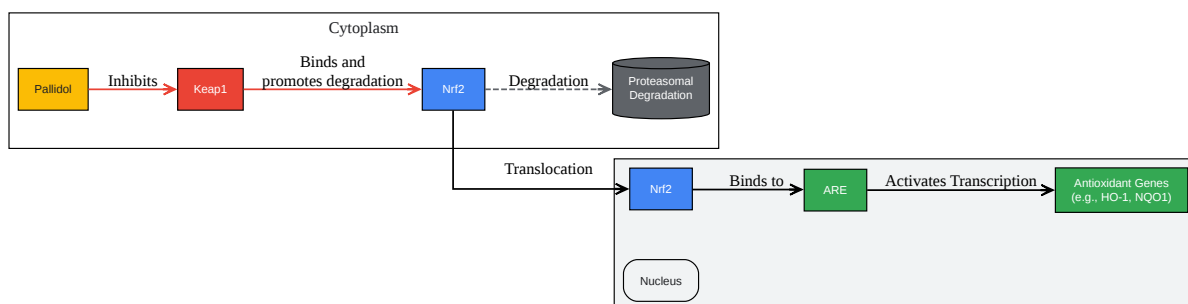 Cytoplasm
Pallidol
Inhibits
Keap1
Binds and
promotes degradation
Nrf2
Degradation
Proteasomal
Degradation
Translocation
Nrf2
Binds to
ARE
Activates Transcription
Antioxidant Genes
(e.g., HO-1, NQO1)
Nucleus